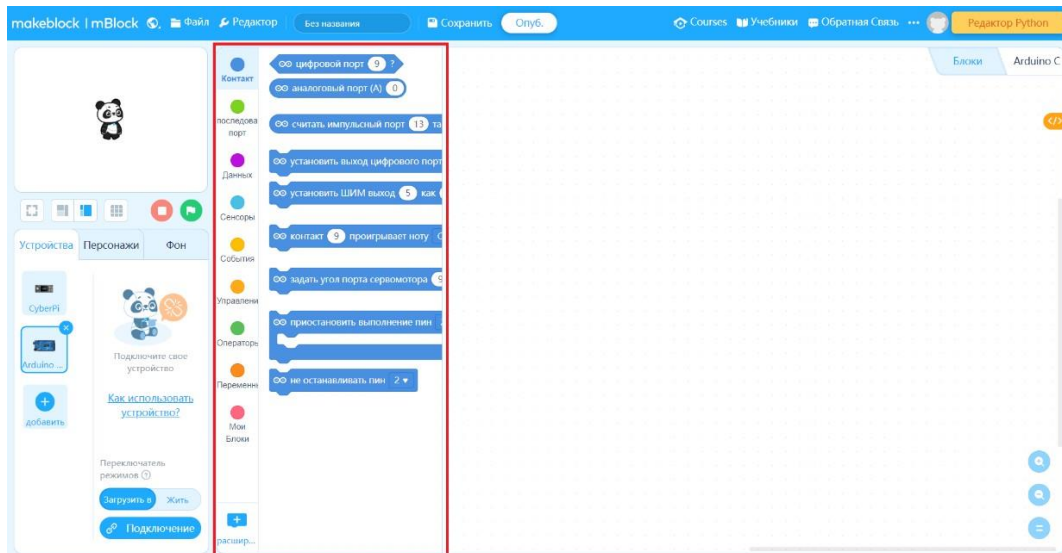 makeblock | mBlock Файл Редактор Без названия Сохранить Опуб. Courses Учебники Обратная Связь ... Редактор Python
Блоки Arduino C
</>
Контакт
последова
порт
Данных
Сенсоры
События
Управлени
Операторы
Переменны
Мои
Блоки
расшир...
цифровой порт 9 ?
аналоговый порт (A) 0
считать импульсный порт 13 та
установить выход цифрового порт
установить ШИМ выход 5 как
контакт 9 проигрывает ноту C
задать угол порта сервомотора 9
приостановить выполнение пин
не останавливать пин 2
Устройства Персонажи Фон
CyberPi
Arduino ...
добавить
Подключите свое
устройство
Как использовать
устройство?
Переключатель
режимов ?
Загрузить в Жить
Подключение